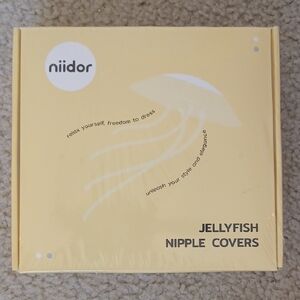 niidor
relax yourself, freedom to dress
unleash your style and elegance
JELLYFISH
NIPPLE COVERS